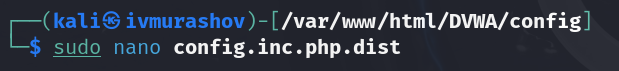 ┌──(kali㉿ivmurashov)-[/var/www/html/DVWA/config]
└─$ sudo nano config.inc.php.dist